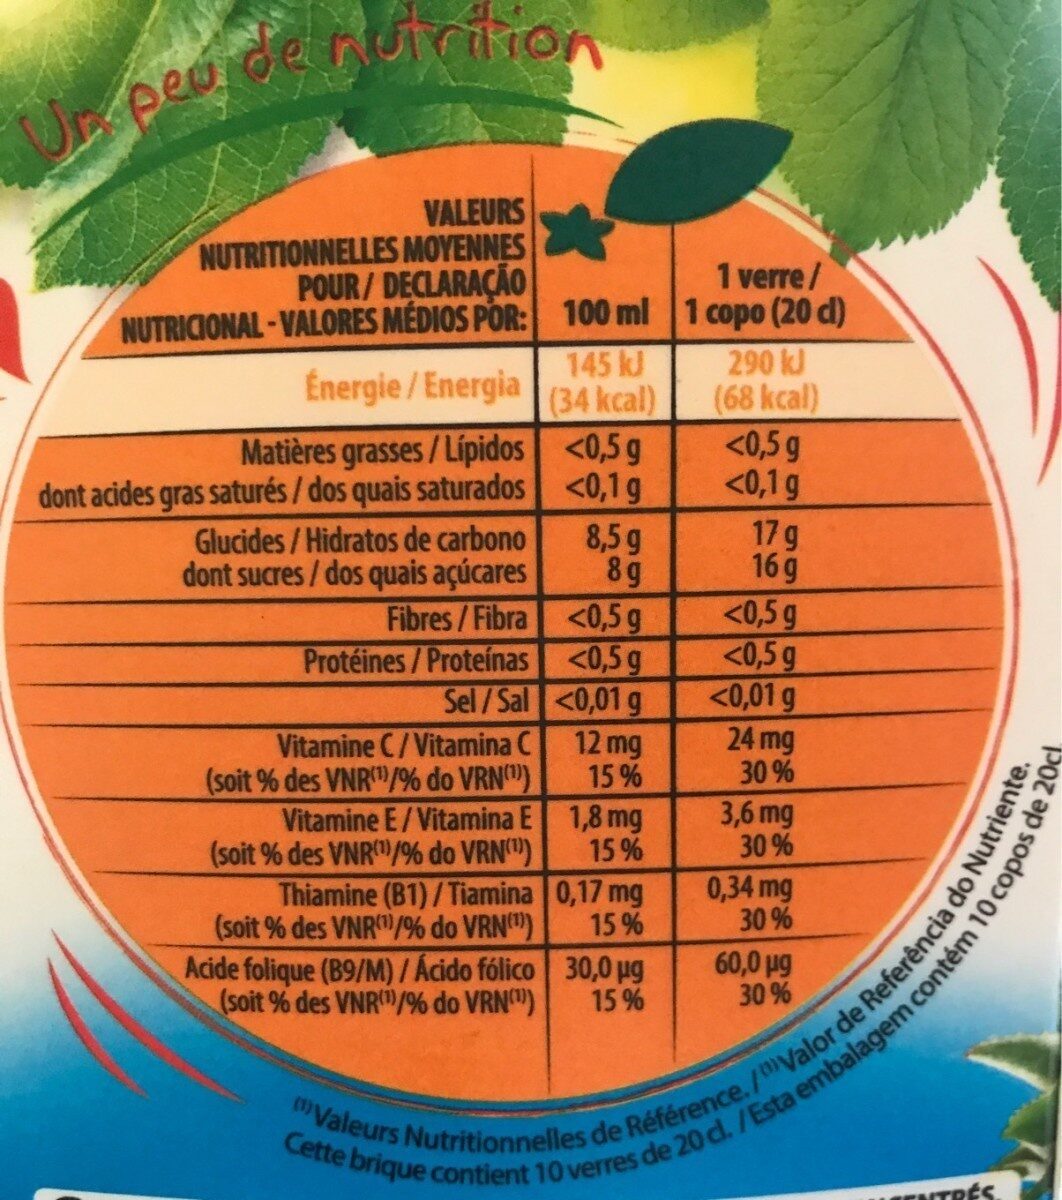 Un peu de nutrition
VALEURS
NUTRITIONNELLES MOYENNES
POUR / DECLARAÇÃO
NUTRICIONAL - VALORES MÉDIOS POR: 100 ml 1 verre / 1 copo (20 cl)
Énergie / Energia 145 kJ (34 kcal) 290 kJ (68 kcal)
Matières grasses / Lípidos <0,5 g <0,5 g
dont acides gras saturés / dos quais saturados <0,1 g <0,1 g
Glucides / Hidratos de carbono 8,5 g 17 g
dont sucres / dos quais açúcares 8 g 16 g
Fibres / Fibra <0,5 g <0,5 g
Protéines / Proteínas <0,5 g <0,5 g
Sel / Sal <0,01 g <0,01 g
Vitamine C / Vitamina C 12 mg 24 mg
(soit % des VNR(1)/% do VRN(1)) 15 % 30 %
Vitamine E / Vitamina E 1,8 mg 3,6 mg
(soit % des VNR(1)/% do VRN(1)) 15 % 30 %
Thiamine (B1) / Tiamina 0,17 mg 0,34 mg
(soit % des VNR(1)/% do VRN(1)) 15 % 30 %
Acide folique (B9/M) / Ácido fólico 30,0 µg 60,0 µg
(soit % des VNR(1)/% do VRN(1)) 15 % 30 %
(1)Valeurs Nutritionnelles de Référence. / (1)Valor de Referência do Nutriente.
Cette brique contient 10 verres de 20 cl. / Esta embalagem contém 10 copos de 20cl